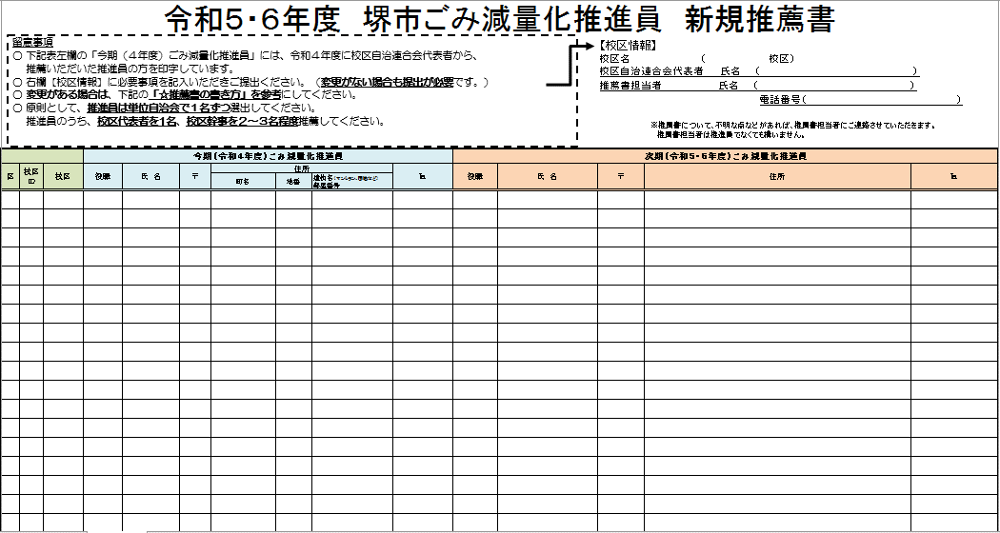 令和５・６年度　堺市ごみ減量化推進員　新規推薦書
留意事項
○ 下記表左欄の「今期（４年度）ごみ減量化推進員」には、令和４年度に校区自治連合会代表者から、
推薦いただいた推進員の方を印字しています。
○ 右欄【校区情報】に必要事項を記入いただきご提出ください。（変更がない場合も提出が必要です。）
○ 変更がある場合は、下記の「☆推薦書の書き方」を参考にしてください。
○ 原則として、推進員は単位自治会で１名ずつ選出してください。
推進員のうち、校区代表者を1名、校区幹事を２～３名程度推薦してください。
【校区情報】
校区名　（　校区）
校区自治連合会代表者　氏名　（　）
推薦書担当者　氏名　（　）
電話番号（　）
※推薦書について、不明な点などがあれば、推薦書担当者にご連絡させていただきます。
推薦書担当者は推進員でなくても構いません。
今期（令和４年度）ごみ減量化推進員　次期（令和５・６年度）ごみ減量化推進員
区　校区ID　校区　役職　氏 名　〒　住所　℡　役職　氏 名　〒　住所　℡
町名　地番　建物名（マンション、団地など）
部屋番号